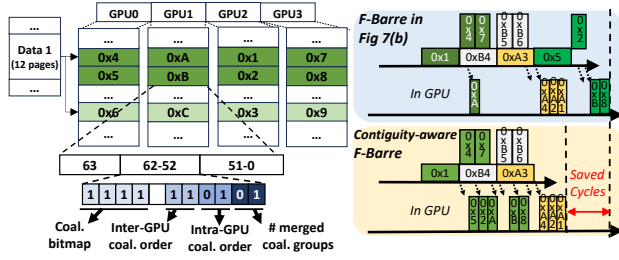 GPU0 GPU1 GPU2 GPU3
...
Data 1
(12 pages)
...
... ... ... ...
0x4 0xA 0x1 0x7
0x5 0xB 0x2 0x8
... ... ...
0x6 0xC 0x3 0x9
... ... ... ...
63 62-52 51-0
1 1 1 1 1 1 0 1 0 1
Coal.
bitmap
Inter-GPU
coal. order
Intra-GPU
coal. order
# merged
coal. groups
F-Barre in
Fig 7(b)
0x4 0x7 0xB5 0xB6 0x2
0x1 0xB4 0xA3 0x5
In GPU
0xA 0xA4 0xA2 0xA1 0xB 0x8
Contiguity-aware
F-Barre
0x4 0x7 0xB5 0xB6
0x1 0xB4 0xA3
Saved
Cycles
In GPU
0x5 0x2 0xA 0xB 0x8 0xA4 0xA2 0xA1